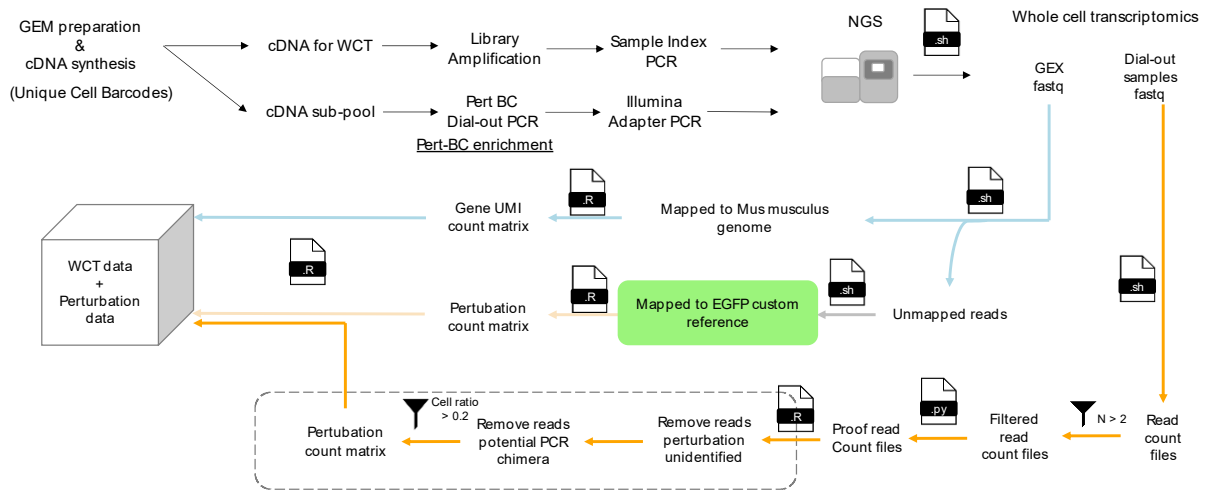 GEM preparation
&
cDNA synthesis
(Unique Cell Barcodes)
cDNA for WCT
Library
Amplification
Sample Index
PCR
cDNA sub-pool
Pert BC
Dial-out PCR
Pert-BC enrichment
Illumina
Adapter PCR
NGS
.sh
Whole cell transcriptomics
GEX
fastq
Dial-out
samples
fastq
Gene UMI
count matrix
.R
Mapped to Mus musculus
genome
.sh
WCT data
+
Perturbation
data
.R
Pertubation
count matrix
.R
Mapped to EGFP custom
reference
.sh
Unmapped reads
.sh
Pertubation
count matrix
Cell ratio
> 0.2
Remove reads
potential PCR
chimera
Remove reads
perturbation
unidentified
.R
Proof read
Count files
.py
Filtered
read
count files
N > 2
Read
count
files